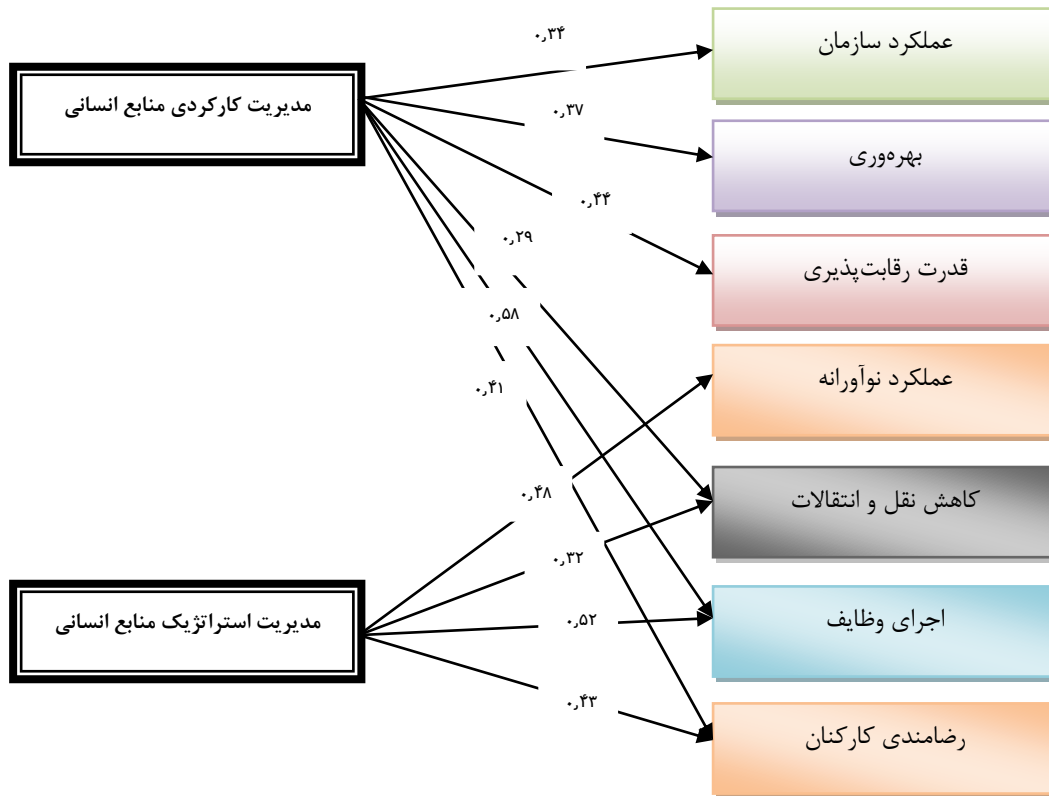 عملکرد سازمان
۰٫۳۴
مدیریت کارکردی منابع انسانی
۰٫۳۷
بهره‌وری
۰٫۴۴
۰٫۲۹
قدرت رقابت‌پذیری
۰٫۵۸
عملکرد نوآورانه
۰٫۴۱
۰٫۴۸
کاهش نقل و انتقالات
۰٫۳۲
مدیریت استراتژیک منابع انسانی
۰٫۵۲
اجرای وظایف
۰٫۴۳
رضامندی کارکنان